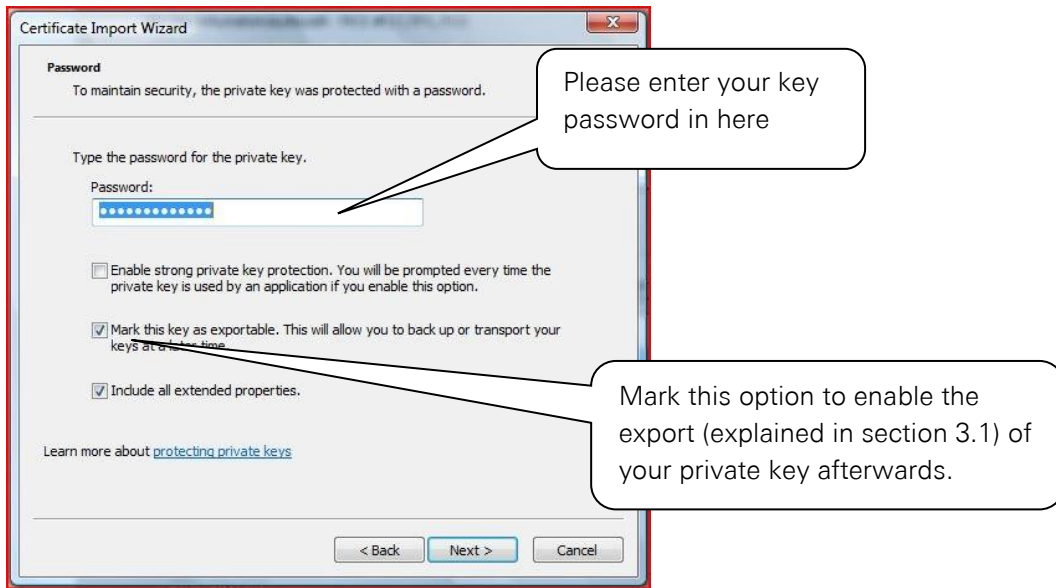 Certificate Import Wizard
Password
To maintain security, the private key was protected with a password.
Please enter your key
password in here
Type the password for the private key.
Password:
•••••••••••••
Enable strong private key protection. You will be prompted every time the
private key is used by an application if you enable this option.
Mark this key as exportable. This will allow you to back up or transport your
keys at a later time.
Include all extended properties.
Mark this option to enable the
export (explained in section 3.1) of
your private key afterwards.
Learn more about protecting private keys
< Back Next > Cancel